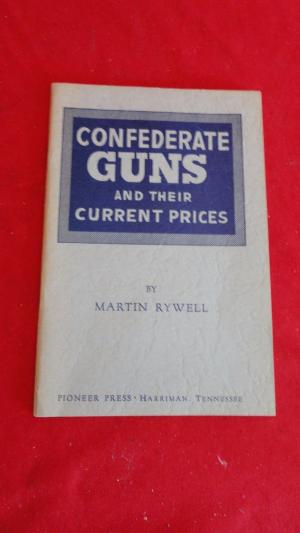 CONFEDERATE
GUNS
AND THEIR
CURRENT PRICES
BY
MARTIN RYWELL
PIONEER PRESS · HARRIMAN, TENNESSEE